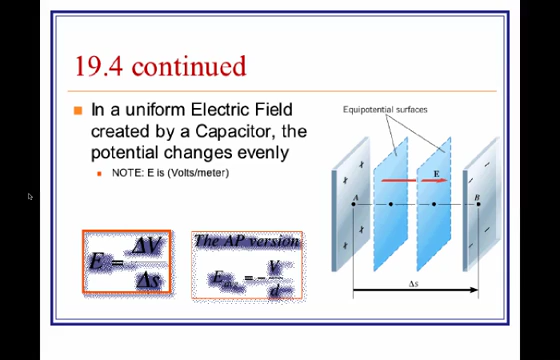 19.4 continued
In a uniform Electric Field
created by a Capacitor, the
potential changes evenly
NOTE: E is (Volts/meter)
Equipotential surfaces
E
A
B
Δs
E = ΔV / Δs
The AP version
E = - V / d